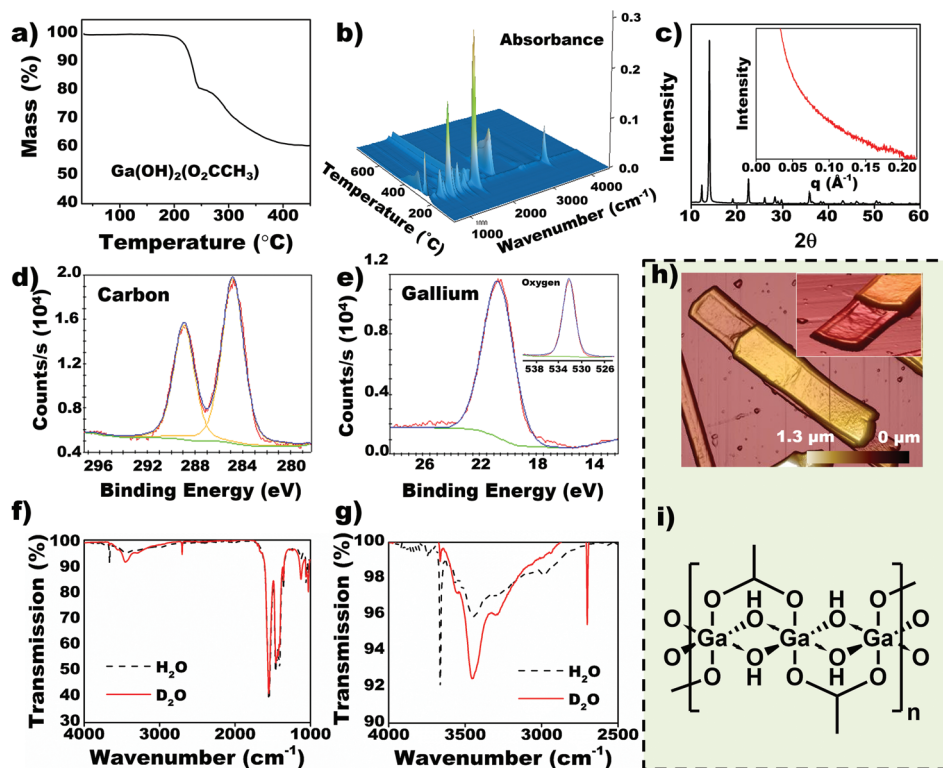 a)
100
90
80
70
60
50
40
Mass (%)
Ga(OH)₂(O₂CCH₃)
100 200 300 400
Temperature (°C)
b)
Absorbance
0.3
0.2
0.1
0.0
600
400
200
Temperature (°C)
1000
1000 2000 3000 4000
Wavenumber (cm⁻¹)
c)
Intensity
Intensity
0.00 0.05 0.10 0.15 0.20
q (Å⁻¹)
10 20 30 40 50 60
2θ
d)
Carbon
2.0
1.6
1.2
0.8
0.4
Counts/s (10⁴)
296 292 288 284 280
Binding Energy (eV)
e)
Gallium
1.2
0.8
0.4
0.0
Counts/s (10⁴)
Oxygen
538 534 530 526
26 22 18 14
Binding Energy (eV)
f)
100
90
80
70
60
50
40
30
Transmission (%)
H₂O
D₂O
4000 3000 2000 1000
Wavenumber (cm⁻¹)
g)
100
98
96
94
92
90
Transmission (%)
H₂O
D₂O
4000 3500 3000 2500
Wavenumber (cm⁻¹)
h)
1.3 μm 0 μm
i)
O H O H O
O O O O
Ga Ga Ga
O O O O
O H O H O
n